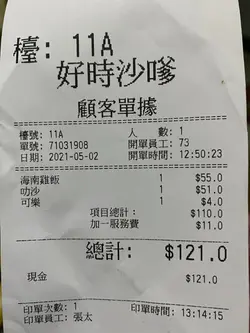 檯: 11A
好時沙嗲
顧客單據
檯號: 11A 人 數: 1
單號: 71031908 開單員工: 73
日期: 2021-05-02 開單時間: 12:50:23
海南雞飯 1 $55.0
叻沙 1 $51.0
可樂 1 $4.0
項目總計: $110.0
加一服務費 $11.0
總計: $121.0
現金 $121.0
印單次數: 1
印單員工: 張太 印單時間: 13:14:15